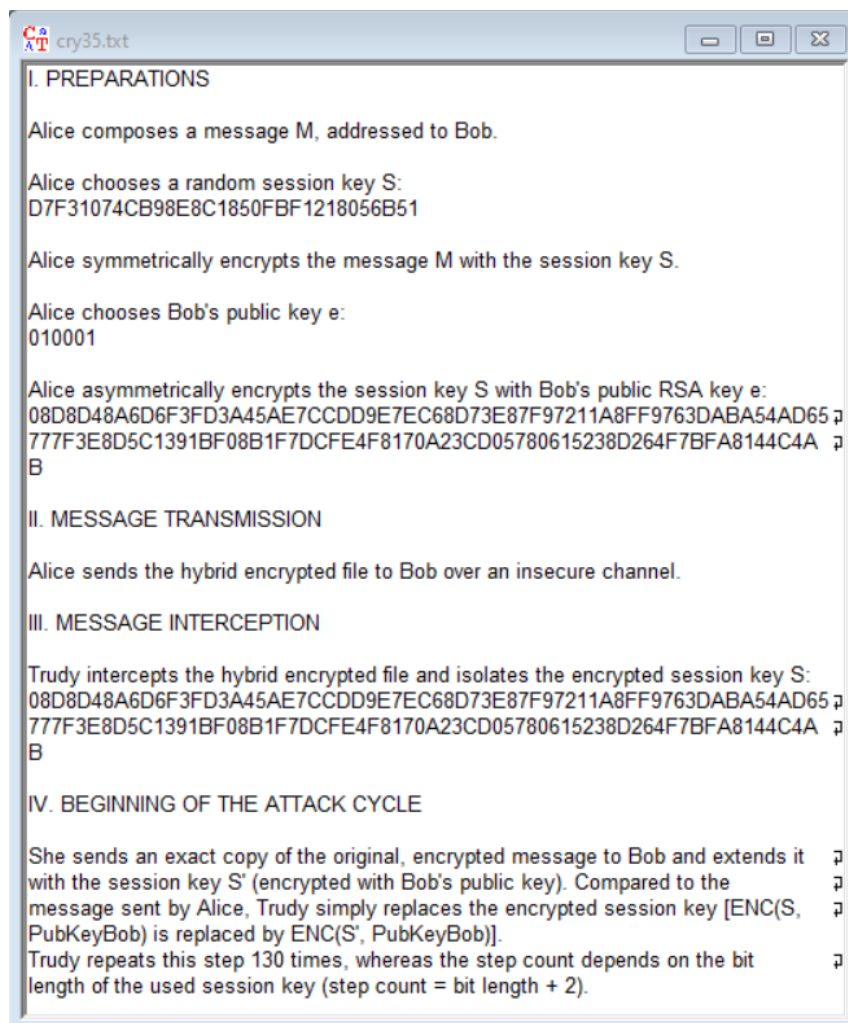 cry35.txt
I. PREPARATIONS
Alice composes a message M, addressed to Bob.
Alice chooses a random session key S:
D7F31074CB98E8C1850FBF1218056B51
Alice symmetrically encrypts the message M with the session key S.
Alice chooses Bob's public key e:
010001
Alice asymmetrically encrypts the session key S with Bob's public RSA key e:
08D8D48A6D6F3FD3A45AE7CCDD9E7EC68D73E87F97211A8FF9763DABA54AD65
777F3E8D5C1391BF08B1F7DCFE4F8170A23CD05780615238D264F7BFA8144C4A
B
II. MESSAGE TRANSMISSION
Alice sends the hybrid encrypted file to Bob over an insecure channel.
III. MESSAGE INTERCEPTION
Trudy intercepts the hybrid encrypted file and isolates the encrypted session key S:
08D8D48A6D6F3FD3A45AE7CCDD9E7EC68D73E87F97211A8FF9763DABA54AD65
777F3E8D5C1391BF08B1F7DCFE4F8170A23CD05780615238D264F7BFA8144C4A
B
IV. BEGINNING OF THE ATTACK CYCLE
She sends an exact copy of the original, encrypted message to Bob and extends it
with the session key S' (encrypted with Bob's public key). Compared to the
message sent by Alice, Trudy simply replaces the encrypted session key [ENC(S,
PubKeyBob) is replaced by ENC(S', PubKeyBob)].
Trudy repeats this step 130 times, whereas the step count depends on the bit
length of the used session key (step count = bit length + 2).